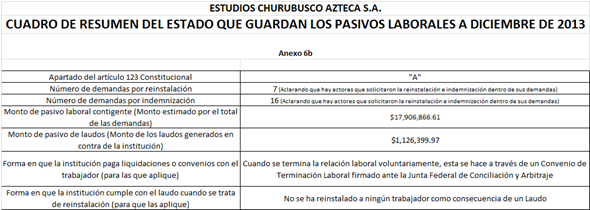 ESTUDIOS CHURUBUSCO AZTECA S.A.
CUADRO DE RESUMEN DEL ESTADO QUE GUARDAN LOS PASIVOS LABORALES A DICIEMBRE DE 2013
Anexo 6b
Apartado del artículo 123 Constitucional
"A"
Número de demandas por reinstalación
7 (Aclarando que hay actores que solicitaron la reinstalación e indemnización dentro de sus demandas)
Número de demandas por indemnización
16 (Aclarando que hay actores que solicitaron la reinstalación e indemnización dentro de sus demandas)
Monto de pasivo laboral contigente (Monto estimado por el total
de las demandas)
$17,906,866.61
Monto de pasivo de laudos (Monto de los laudos generados en
contra de la institución)
$1,126,399.97
Forma en que la institución paga liquidaciones o convenios con el
trabajador (para las que aplique)
Cuando se termina la relación laboral voluntariamente, esta se hace a través de un Convenio de
Terminación Laboral firmado ante la Junta Federal de Conciliación y Arbitraje
Forma en que la institución cumple con el laudo cuando se trata
de reinstalación (para las que aplique)
No se ha reinstalado a ningún trabajador como consecuencia de un Laudo